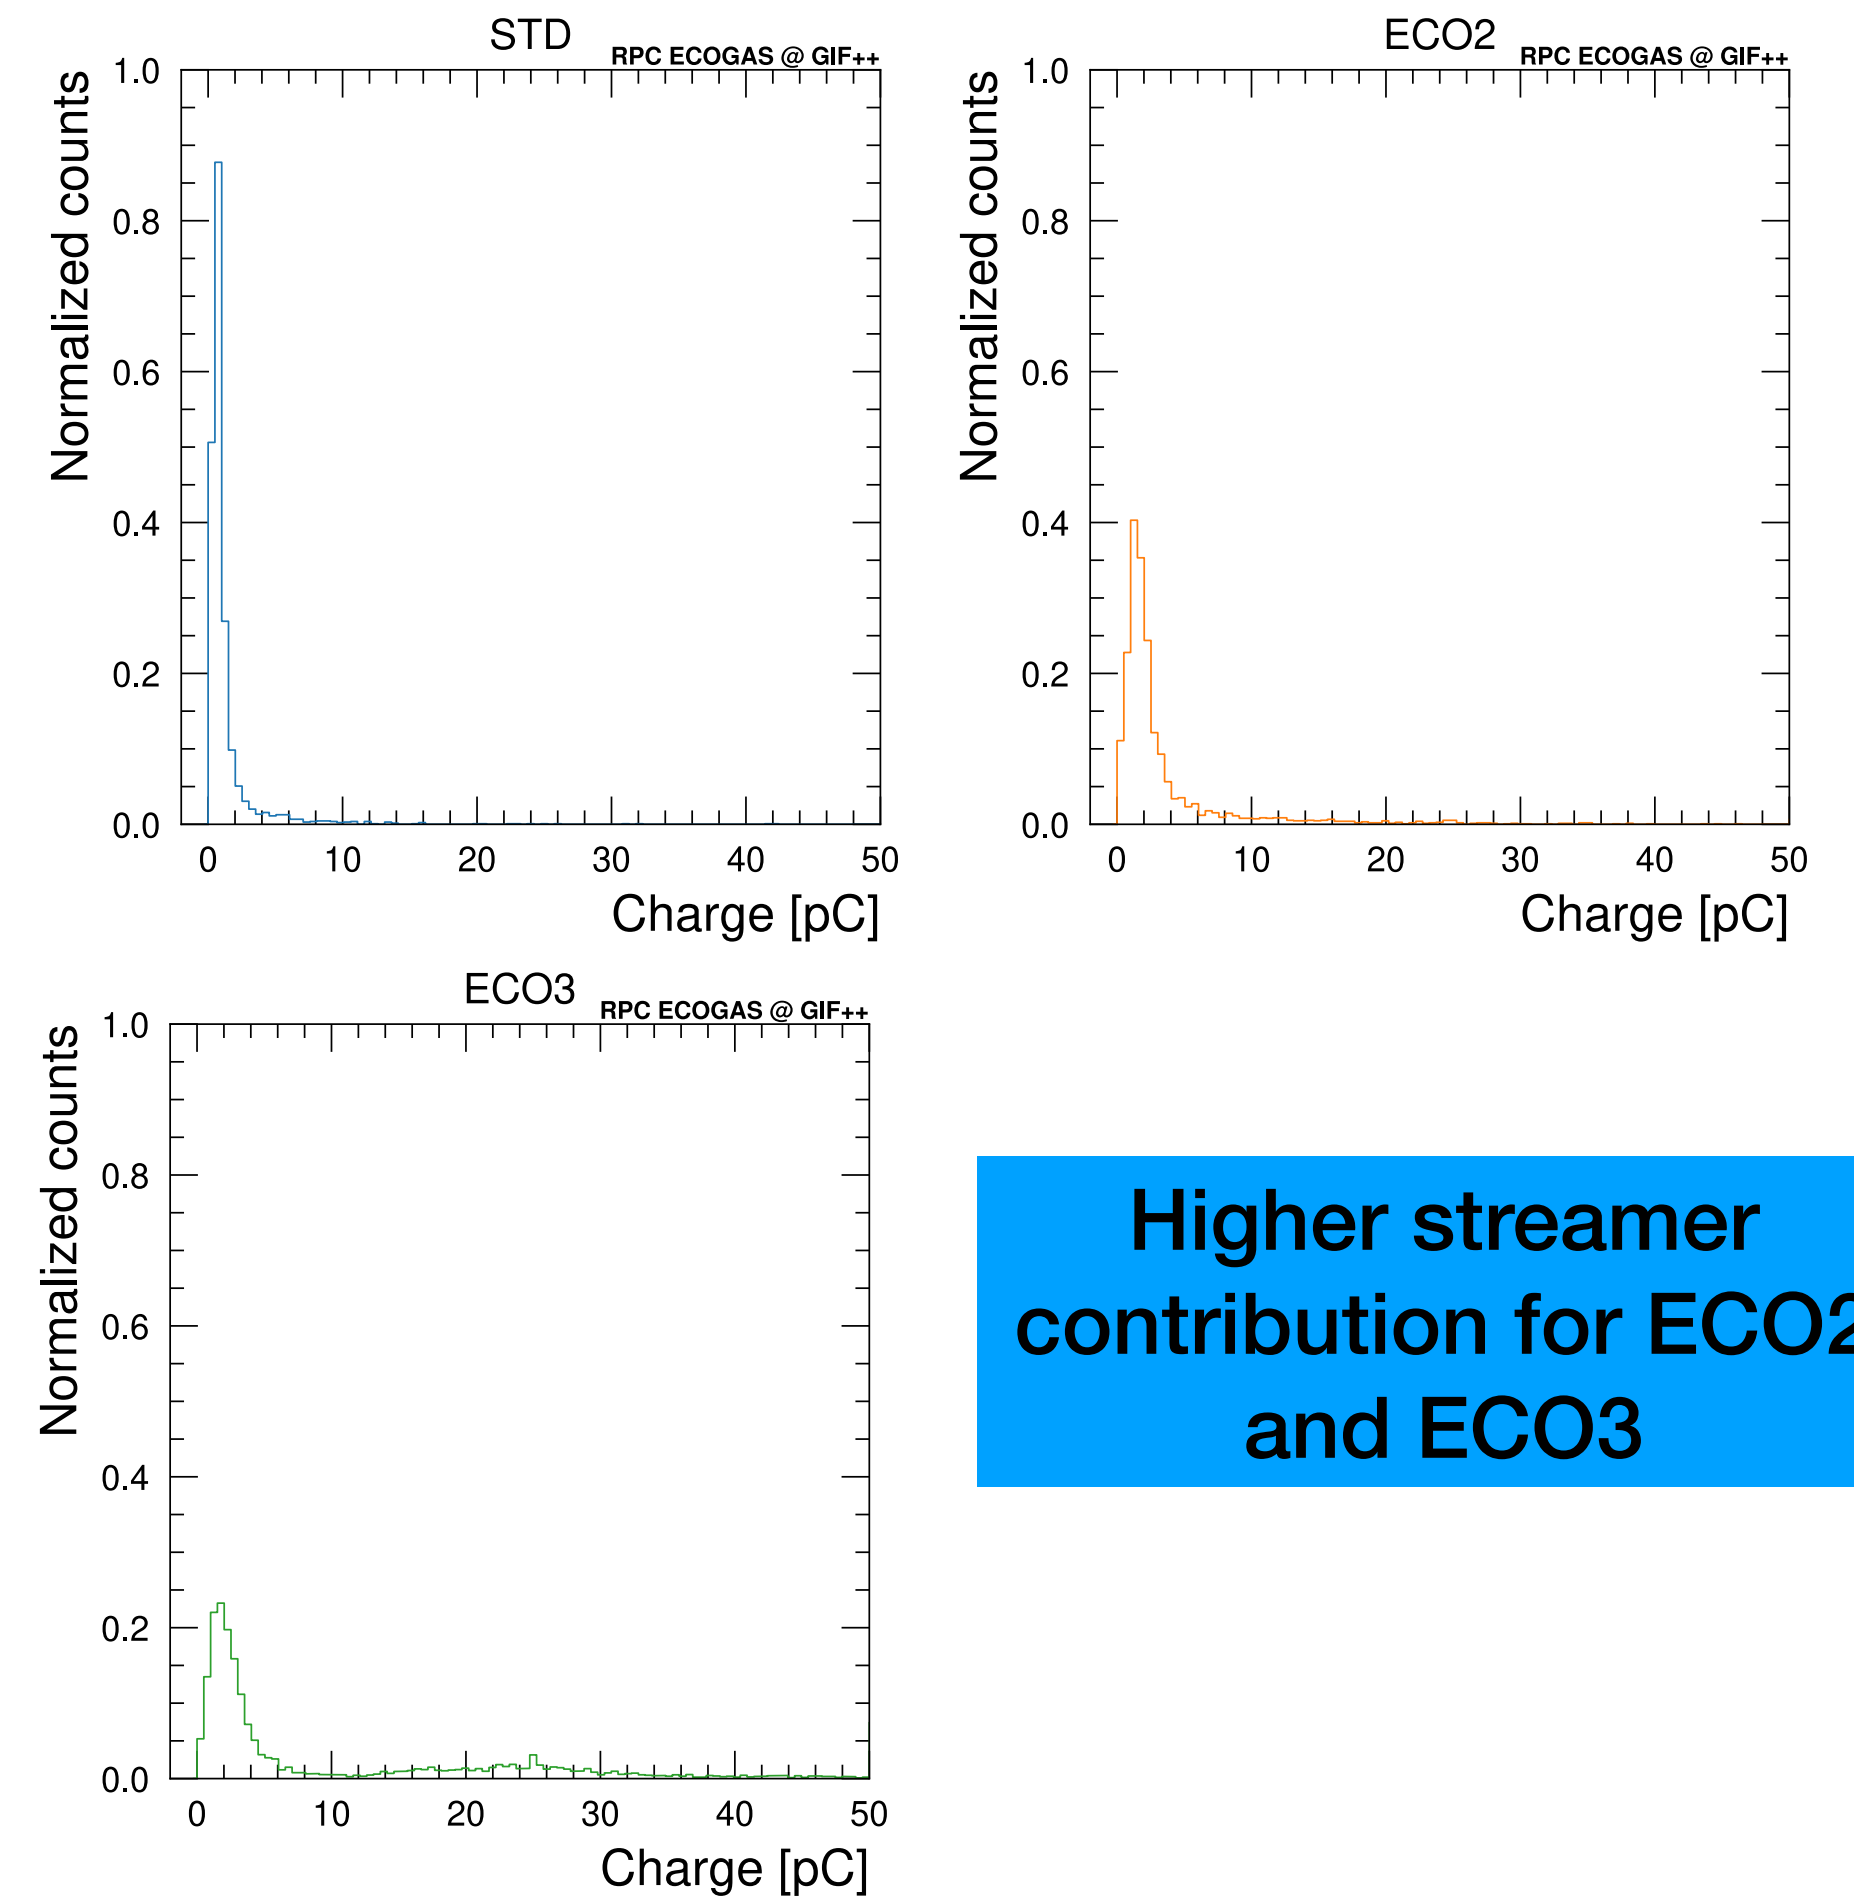 STD
RPC ECOGAS @ GIF++
Normalized counts
1.0
0.8
0.6
0.4
0.2
0.0
0 10 20 30 40 50
Charge [pC]
ECO2
RPC ECOGAS @ GIF++
Normalized counts
1.0
0.8
0.6
0.4
0.2
0.0
0 10 20 30 40 50
Charge [pC]
ECO3
RPC ECOGAS @ GIF++
Normalized counts
1.0
0.8
0.6
0.4
0.2
0.0
0 10 20 30 40 50
Charge [pC]
Higher streamer
contribution for ECO2
and ECO3